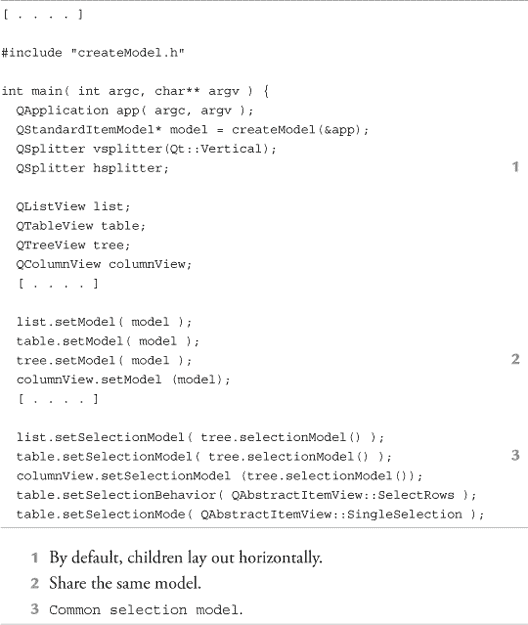 [ . . . . ]
#include "createModel.h"
int main( int argc, char** argv ) {
QApplication app( argc, argv );
QStandardItemModel* model = createModel(&app);
QSplitter vsplitter(Qt::Vertical);
QSplitter hsplitter; 1
QListView list;
QTableView table;
QTreeView tree;
QColumnView columnView;
[ . . . . ]
list.setModel( model );
table.setModel( model );
tree.setModel( model ); 2
columnView.setModel (model);
[ . . . . ]
list.setSelectionModel( tree.selectionModel() );
table.setSelectionModel( tree.selectionModel() ); 3
columnView.setSelectionModel (tree.selectionModel());
table.setSelectionBehavior( QAbstractItemView::SelectRows );
table.setSelectionMode( QAbstractItemView::SingleSelection );
1 By default, children lay out horizontally.
2 Share the same model.
3 Common selection model.